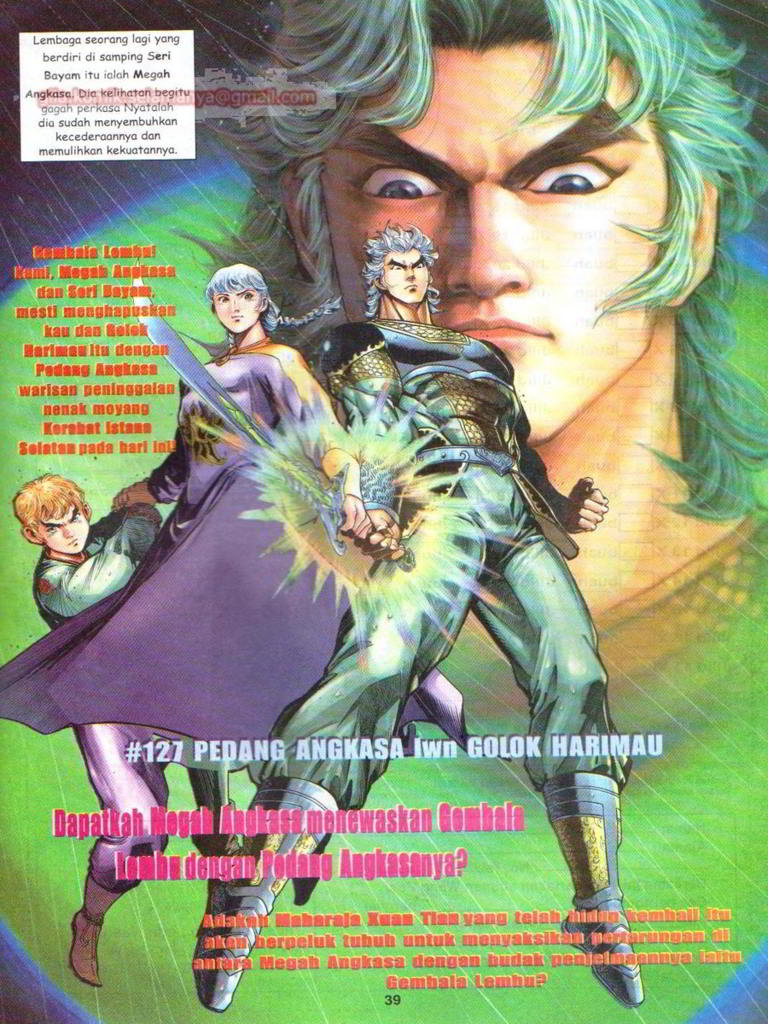 Lembaga seorang lagi yang
berdiri di samping Seri
Bayam itu ialah Megah
Angkasa. Dia kelihatan begitu
gagah perkasa Nyatalah
dia sudah menyembuhkan
kecederaannya dan
memulihkan kekuatannya.
@gmail.com
Gembala Lembu!
Kami, Megah Angkasa
dan Seri Bayam,
mesti menghapuskan
kau dan Golok
Harimau itu dengan
Pedang Angkasa
warisan peninggalan
nenek moyang
Kerabat Istana
Selatan pada hari ini!
#127 PEDANG ANGKASA lwn GOLOK HARIMAU
Dapatkah Megah Angkasa menewaskan Gembala
Lembu dengan Pedang Angkasanya?
Adakah Maharaja Xuan Tian yang telah hidup kembali itu
akan berpeluk tubuh untuk menyaksikan pertarungan di
antara Megah Angkasa dengan budak penjelmaannya iaitu
Gembala Lembu?
39